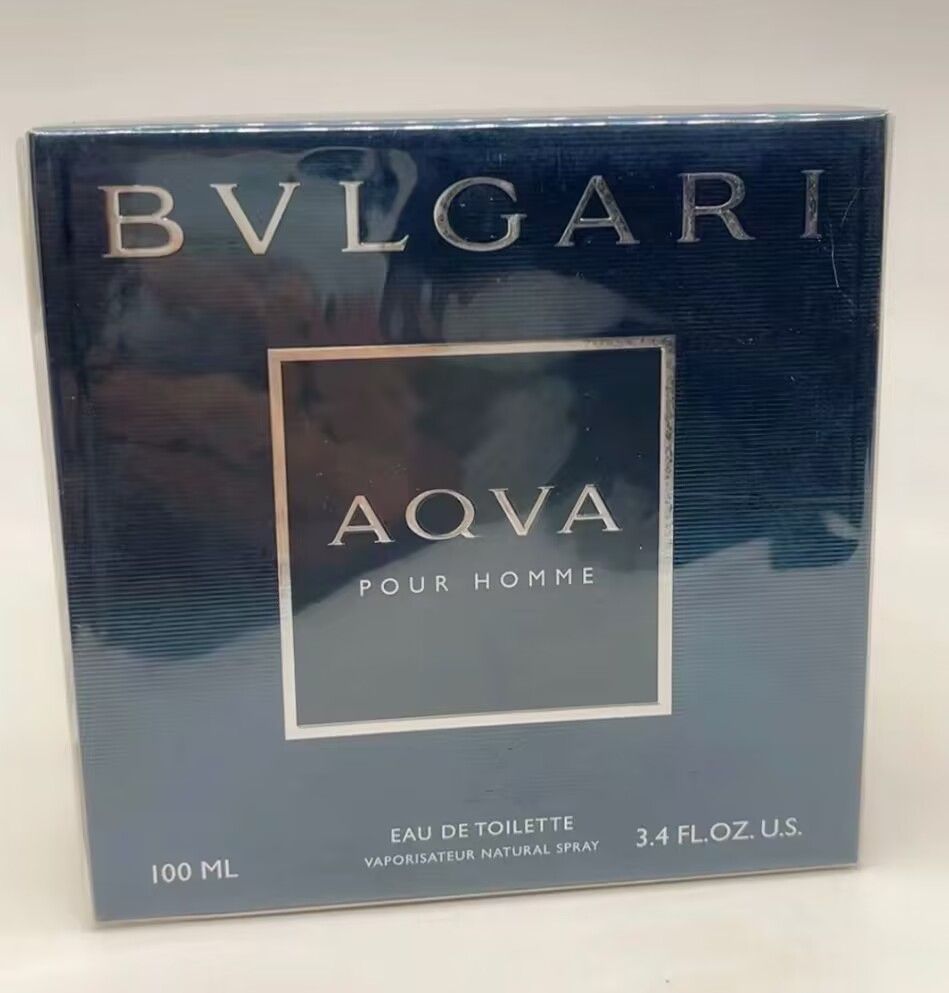 BVLGARI
AQVA
POUR HOMME
EAU DE TOILETTE
VAPORISATEUR NATURAL SPRAY
100 ML
3.4 FL.OZ. U.S.